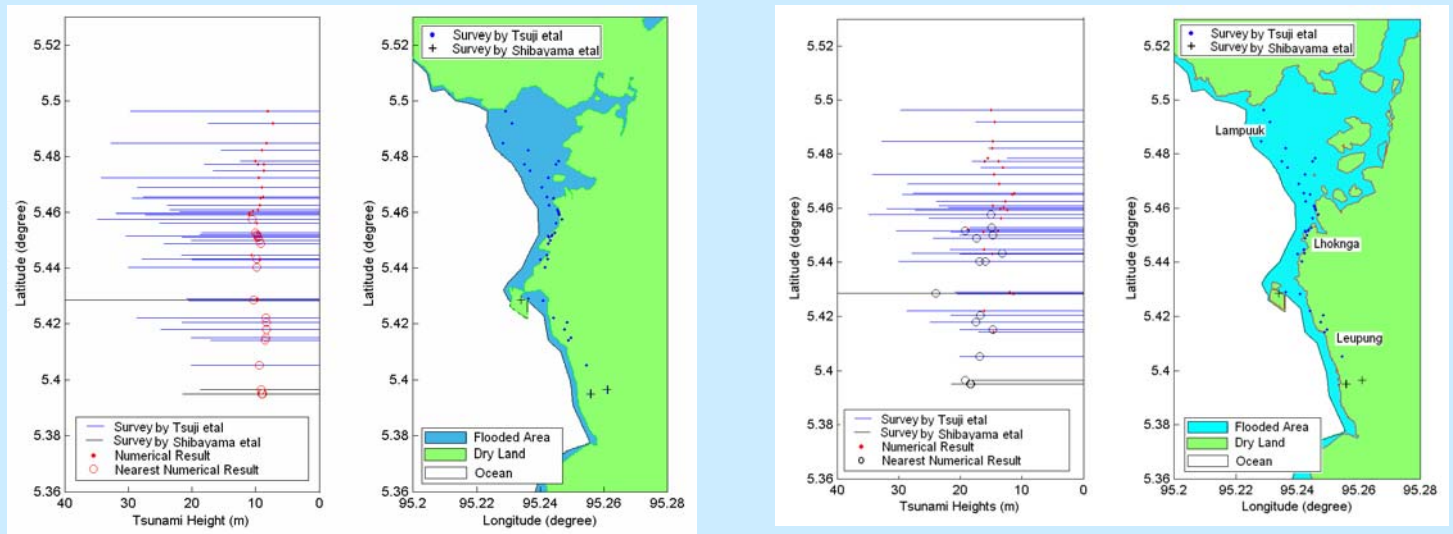 Latitude (degree)
5.52
5.5
5.48
5.46
5.44
5.42
5.4
5.38
5.36
40
30
20
10
0
Tsunami Height (m)
Survey by Tsuji etal
Survey by Shibayama etal
Numerical Result
Nearest Numerical Result
Latitude (degree)
5.52
5.5
5.48
5.46
5.44
5.42
5.4
5.38
5.36
95.2
95.22
95.24
95.26
95.28
Longitude (degree)
Survey by Tsuji etal
Survey by Shibayama etal
Flooded Area
Dry Land
Ocean
Latitude (degree)
5.52
5.5
5.48
5.46
5.44
5.42
5.4
5.38
5.36
40
30
20
10
0
Tsunami Heights (m)
Survey by Tsuji etal
Survey by Shibayama etal
Numerical Result
Nearest Numerical Result
Latitude (degree)
5.52
5.5
5.48
5.46
5.44
5.42
5.4
5.38
5.36
95.2
95.22
95.24
95.26
95.28
Longitude (degree)
Survey by Tsuji etal
Survey by Shibayama etal
Lampuuk
Lhoknga
Leupung
Flooded Area
Dry Land
Ocean